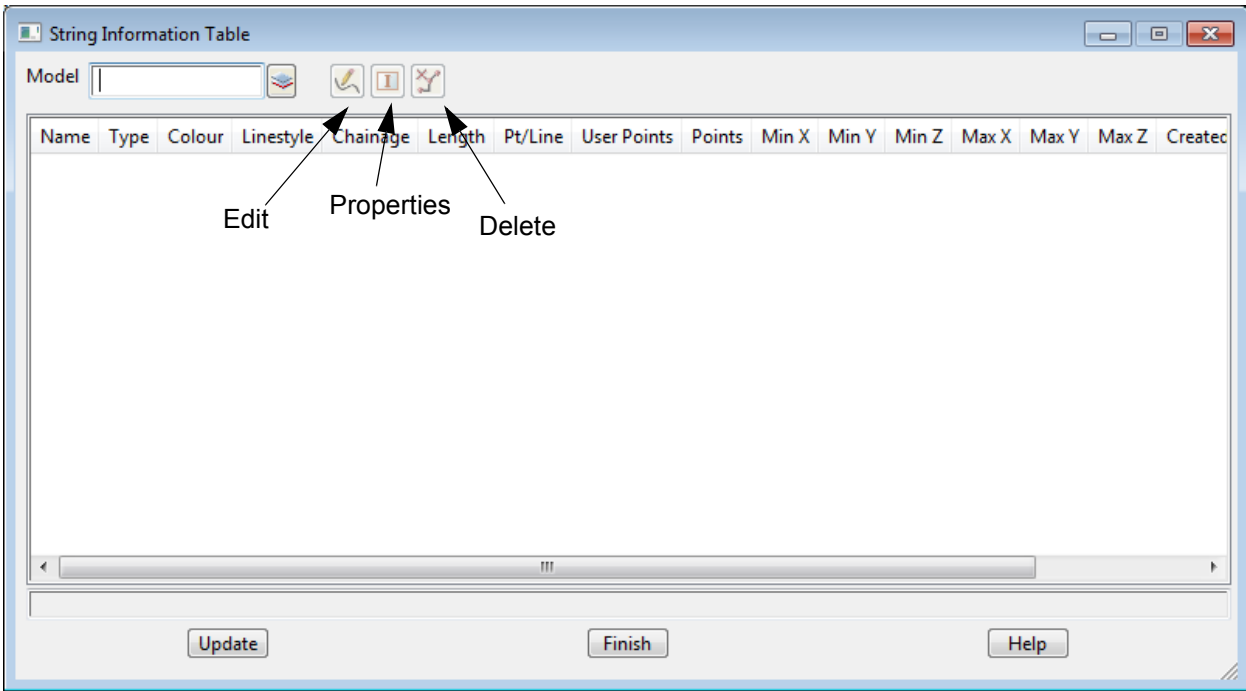 String Information Table
Model
Name Type Colour Linestyle Chainage Length Pt/Line User Points Points Min X Min Y Min Z Max X Max Y Max Z Created
Edit
Properties
Delete
Update Finish Help